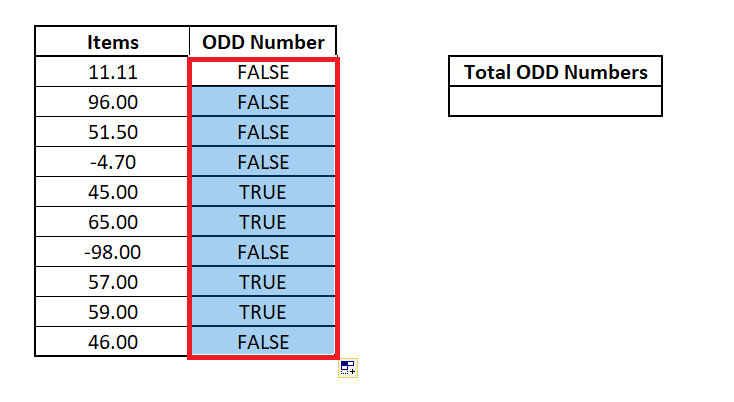 Items ODD Number
11.11 FALSE
Total ODD Numbers
96.00 FALSE
51.50 FALSE
-4.70 FALSE
45.00 TRUE
65.00 TRUE
-98.00 FALSE
57.00 TRUE
59.00 TRUE
46.00 FALSE